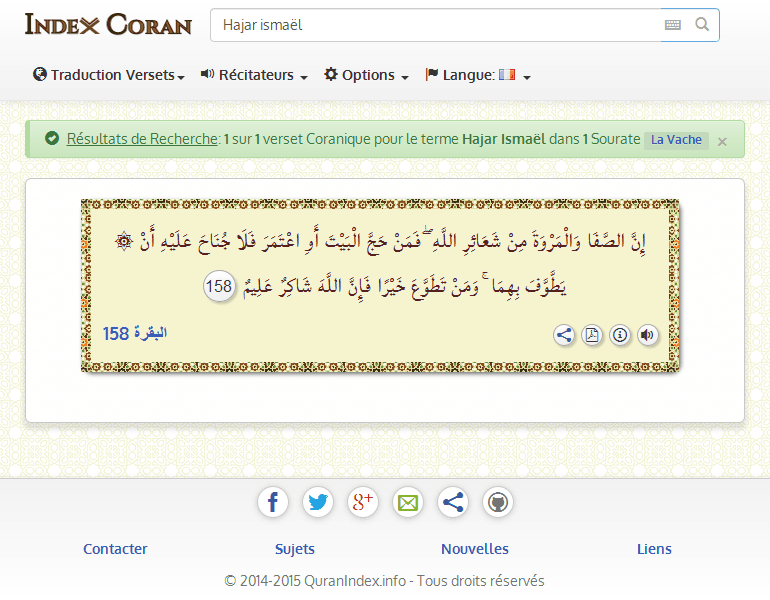 INDEX CORAN
Hajar ismaël
Traduction Versets
Récitateurs
Options
Langue:
Résultats de Recherche: 1 sur 1 verset Coranique pour le terme Hajar Ismaël dans 1 Sourate La Vache ×
۞ إِنَّ الصَّفَا وَالْمَرْوَةَ مِنْ شَعَائِرِ اللَّهِ ۖ فَمَنْ حَجَّ الْبَيْتَ أَوِ اعْتَمَرَ فَلَا جُنَاحَ عَلَيْهِ أَنْ
يَطَّوَّفَ بِهِمَا ۚ وَمَنْ تَطَوَّعَ خَيْرًا فَإِنَّ اللَّهَ شَاكِرٌ عَلِيمٌ 158
البقرة 158
Contacter
Sujets
Nouvelles
Liens
© 2014-2015 QuranIndex.info - Tous droits réservés